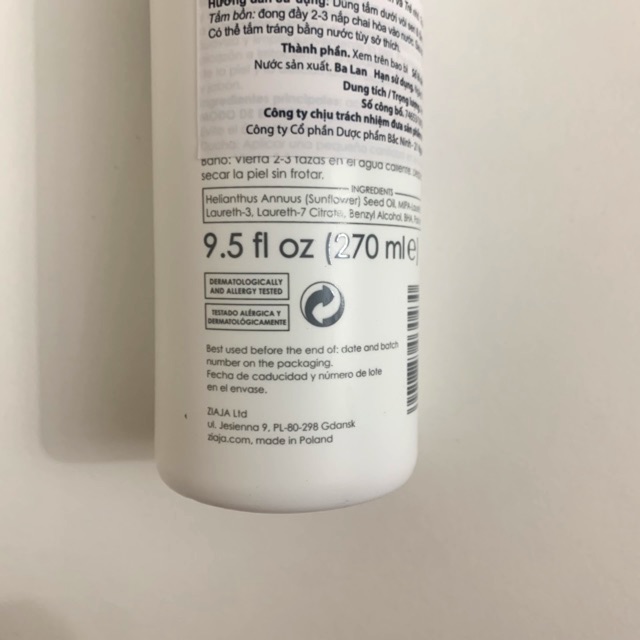 Hướng dẫn sử dụng: Dùng tắm dưới vòi sen
Tắm bồn: đong đầy 2-3 nắp chai hòa vào nước.
Có thể tắm tráng bằng nước tùy sở thích
Thành phần. Xem trên bao bì
Nước sản xuất. Ba Lan Hạn sử dụng.
Dung tích/Trọng lượng
Số công bố.
Công ty chịu trách nhiệm đưa sản phẩm
Công ty Cổ phần Dược phẩm Bắc Ninh
Baño: Vierta 2-3 tazas en el agua caliente.
secar la piel sin frotar.
INGREDIENTS
Helianthus Annuus (Sunflower) Seed Oil, MIPA-
Laureth-3, Laureth-7 Citrate, Benzyl Alcohol, BHA,
9.5 fl oz (270 ml e)
DERMATOLOGICALLY
AND ALLERGY TESTED
TESTADO ALÉRGICA Y
DERMATOLÓGICAMENTE
Best used before the end of: date and batch
number on the packaging.
Fecha de caducidad y número de lote
en el envase.
ZIAJA Ltd
ul. Jesienna 9, PL-80-298 Gdansk
ziaja.com, made in Poland